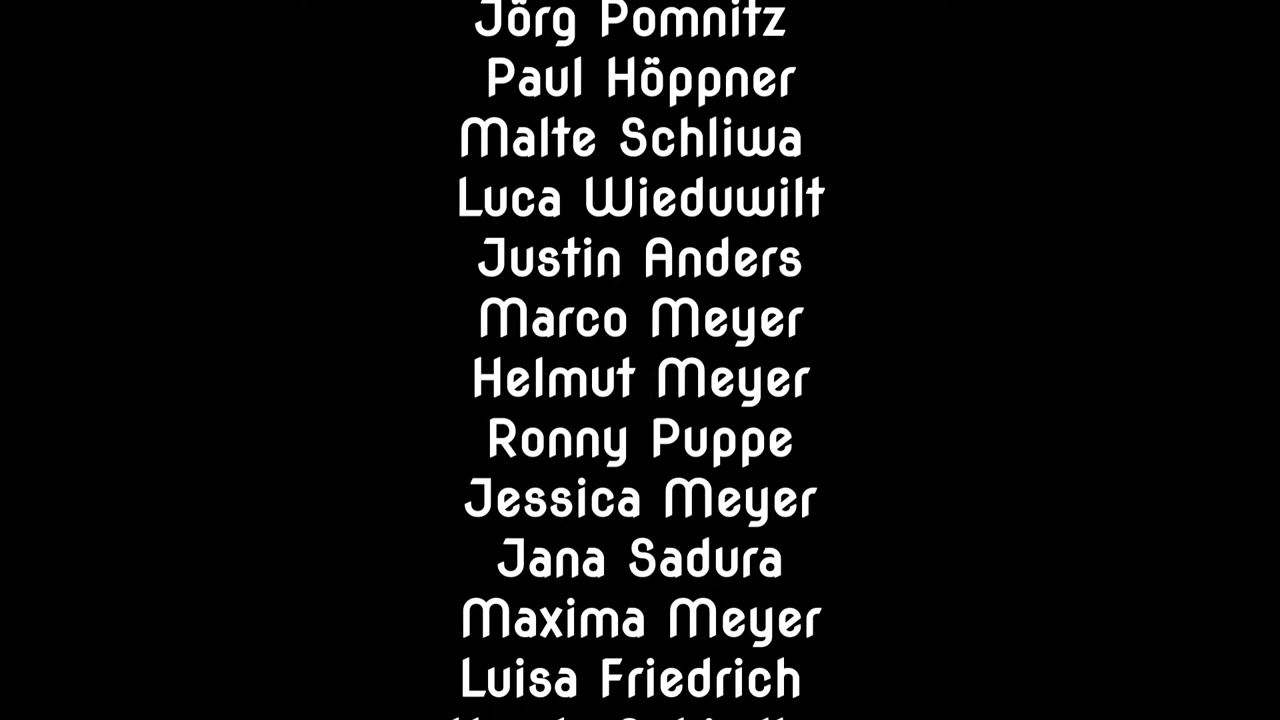 Jörg Pomnitz
Paul Höppner
Malte Schliwa
Luca Wieduwilt
Justin Anders
Marco Meyer
Helmut Meyer
Ronny Puppe
Jessica Meyer
Jana Sadura
Maxima Meyer
Luisa Friedrich